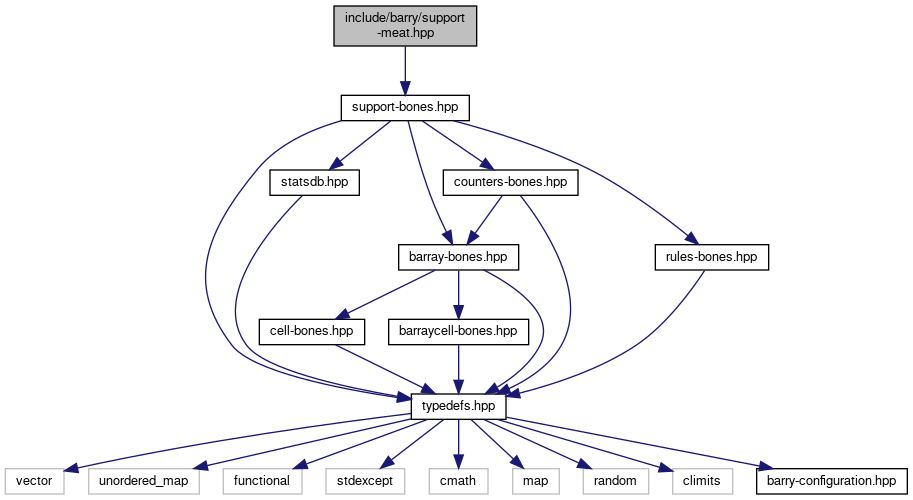 include/barry/support
-meat.hpp
support-bones.hpp
statsdb.hpp
counters-bones.hpp
barray-bones.hpp
rules-bones.hpp
cell-bones.hpp
barraycell-bones.hpp
typedefs.hpp
vector
unordered_map
functional
stdexcept
cmath
map
random
climits
barry-configuration.hpp